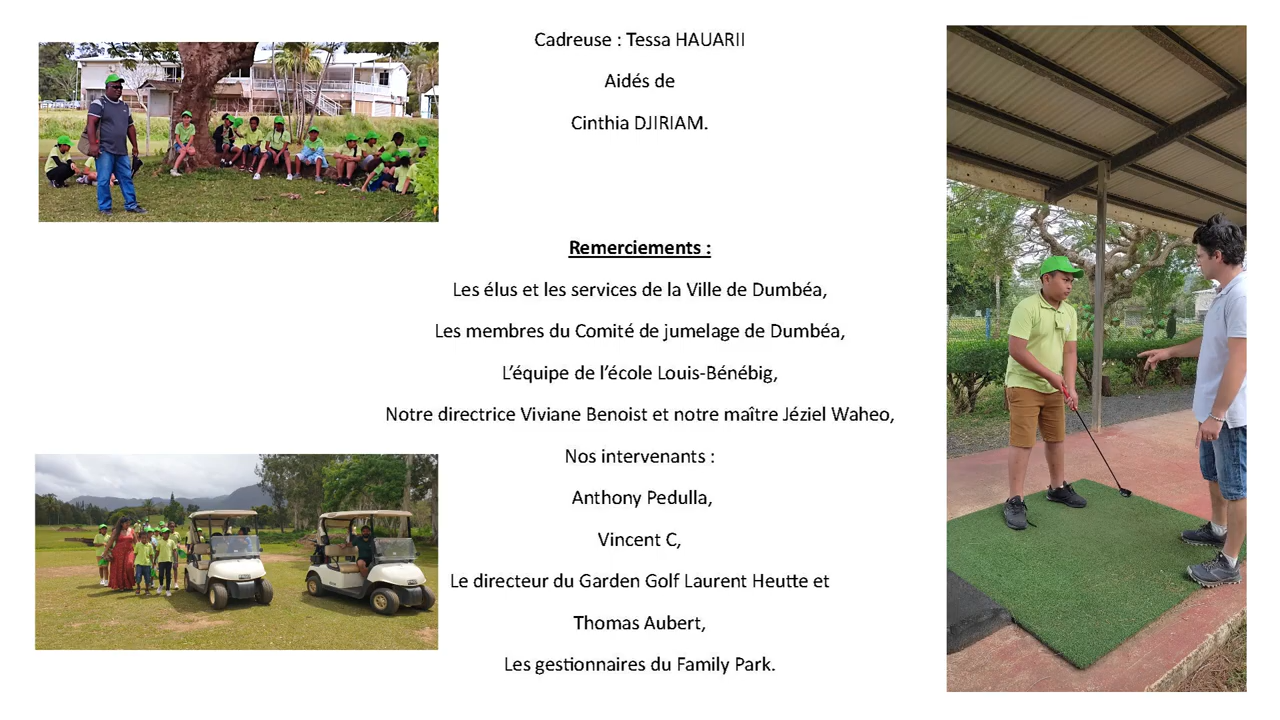 Cadreuse : Tessa HAUARII
Aidés de
Cinthia DJIRIAM.
Remerciements :
Les élus et les services de la Ville de Dumbéa,
Les membres du Comité de jumelage de Dumbéa,
L’équipe de l’école Louis-Bénébig,
Notre directrice Viviane Benoist et notre maître Jéziel Waheo,
Nos intervenants :
Anthony Pedulla,
Vincent C,
Le directeur du Garden Golf Laurent Heutte et
Thomas Aubert,
Les gestionnaires du Family Park.